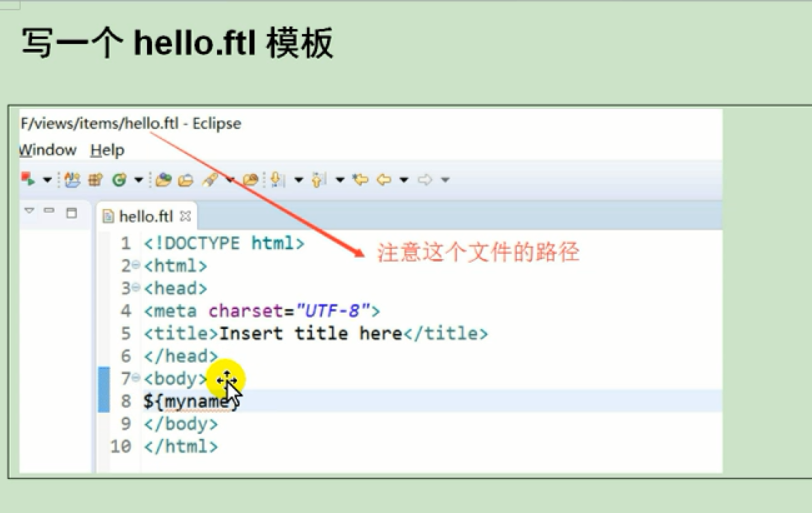 写一个 hello.ftl 模板
F/views/items/hello.ftl - Eclipse
Window Help
hello.ftl
注意这个文件的路径
1 <!DOCTYPE html>
2 <html>
3 <head>
4 <meta charset="UTF-8">
5 <title>Insert title here</title>
6 </head>
7 <body>
8 ${myname}
9 </body>
10 </html>